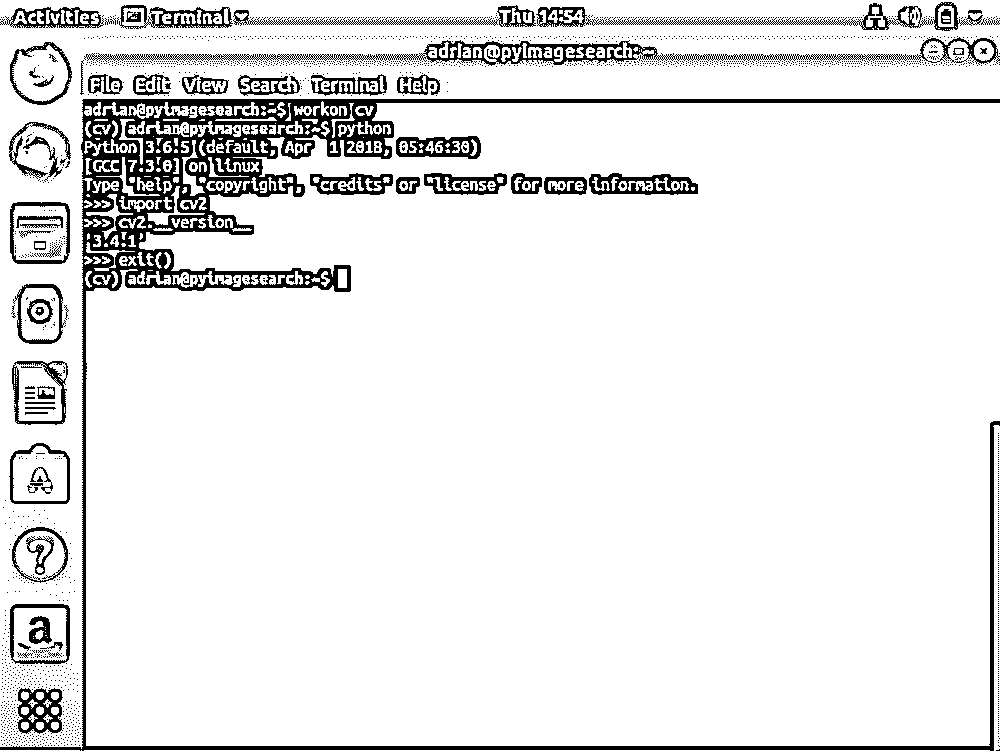 Activities Terminal Thu 14:54
adrian@pyimagesearch: ~
File Edit View Search Terminal Help
adrian@pyimagesearch:~$ workon cv
(cv) adrian@pyimagesearch:~$ python
Python 3.6.5 (default, Apr  1 2018, 05:46:30)
[GCC 7.3.0] on linux
Type "help", "copyright", "credits" or "license" for more information.
>>> import cv2
>>> cv2.__version__
'3.4.1'
>>> exit()
(cv) adrian@pyimagesearch:~$
A
?
a